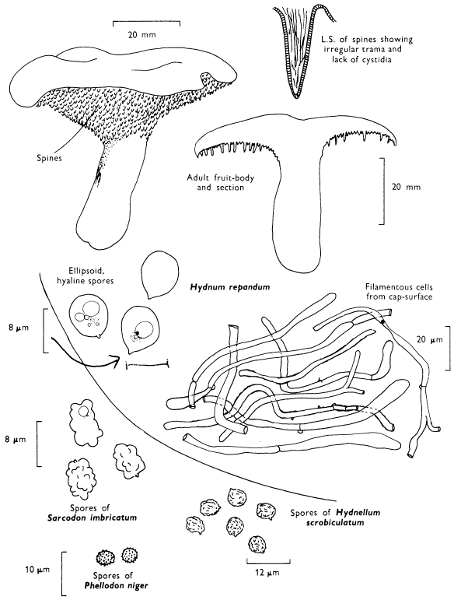 20 mm
L.S. of spines showing
irregular trama and
lack of cystidia
Spines
Adult fruit-body
and section
20 mm
Ellipsoid,
hyaline spores
Hydnum repandum
Filamentous cells
from cap-surface
8 µm
20 µm
8 µm
Spores of
Sarcodon imbricatum
Spores of Hydnellum
scrobiculatum
10 µm
Spores of
Phellodon niger
12 µm